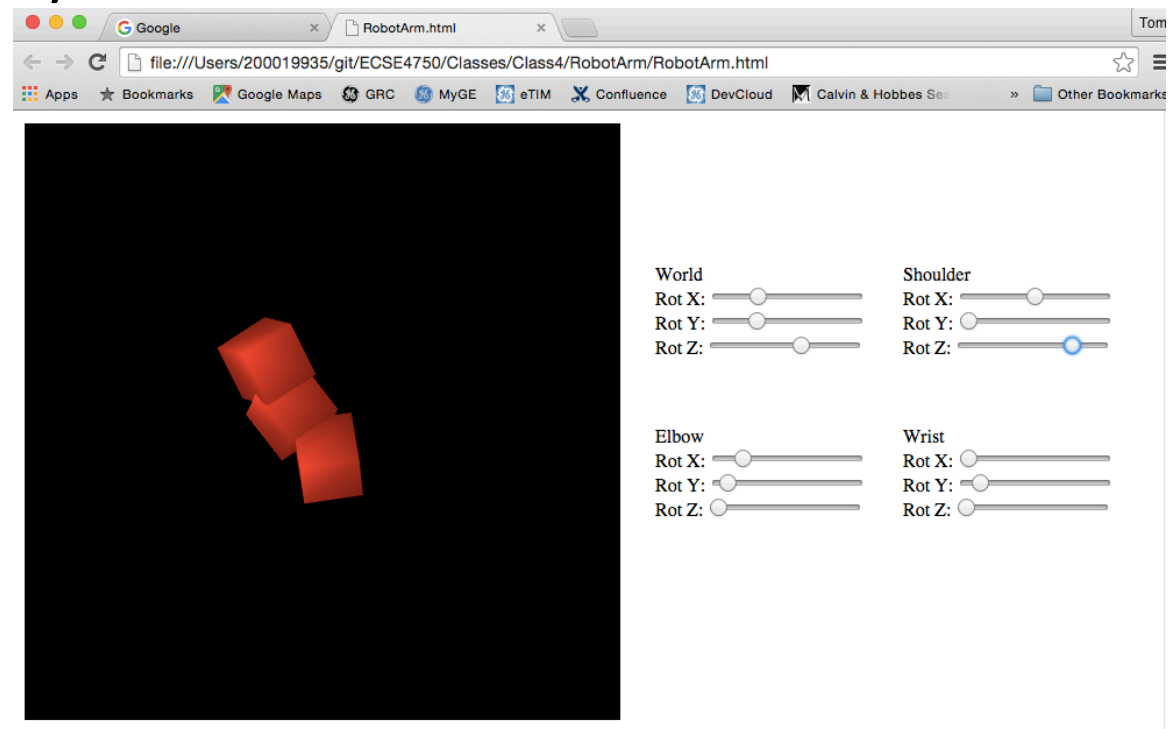 Google
RobotArm.html
Tom
file:///Users/200019935/git/ECSE4750/Classes/Class4/RobotArm/RobotArm.html
Apps Bookmarks Google Maps GRC MyGE eTIM Confluence DevCloud Calvin & Hobbes Sea » Other Bookmarks
World
Rot X:
Rot Y:
Rot Z:
Shoulder
Rot X:
Rot Y:
Rot Z:
Elbow
Rot X:
Rot Y:
Rot Z:
Wrist
Rot X:
Rot Y:
Rot Z: